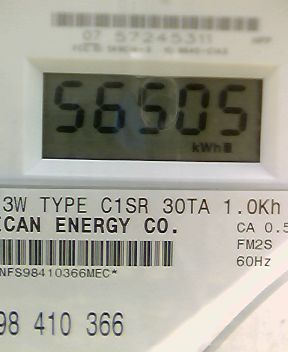 07 57245311
56505
kWh
3W TYPE C1SR 30TA 1.0Kh
ICAN ENERGY CO.
CA 0.5
FM2S
NFS98410366MEC*
60Hz
98 410 366